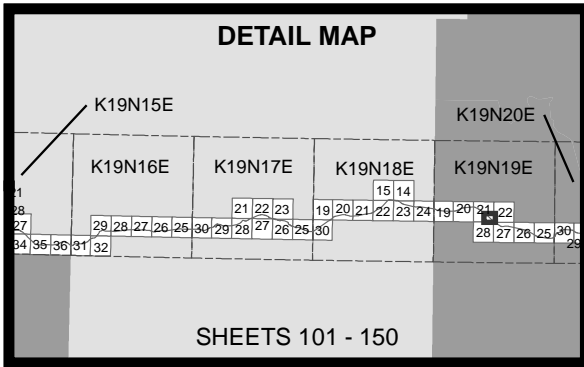 DETAIL MAP
K19N15E
K19N20E
K19N16E
K19N17E
K19N18E
K19N19E
21
15 14
28
21 22 23
19 20 21 22 23 24 19 20 21 22
27
29 28 27 26 25 30 29 28 27 26 25 30
28 27 26 25 30
34 35 36 31 32
29
SHEETS 101 - 150